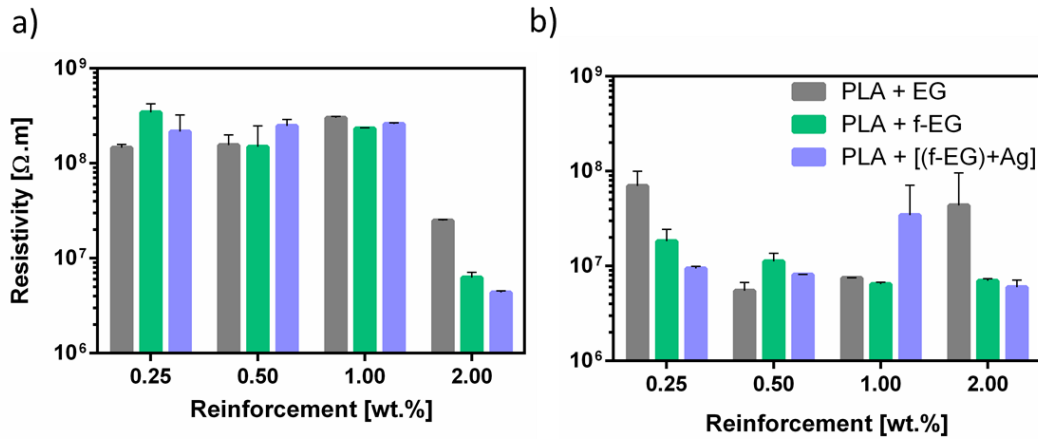 a)
10⁹
10⁸
10⁷
10⁶
Resistivity [Ω.m]
0.25 0.50 1.00 2.00
Reinforcement [wt.%]
b)
10⁹
10⁸
10⁷
10⁶
PLA + EG
PLA + f-EG
PLA + [(f-EG)+Ag]
0.25 0.50 1.00 2.00
Reinforcement [wt.%]